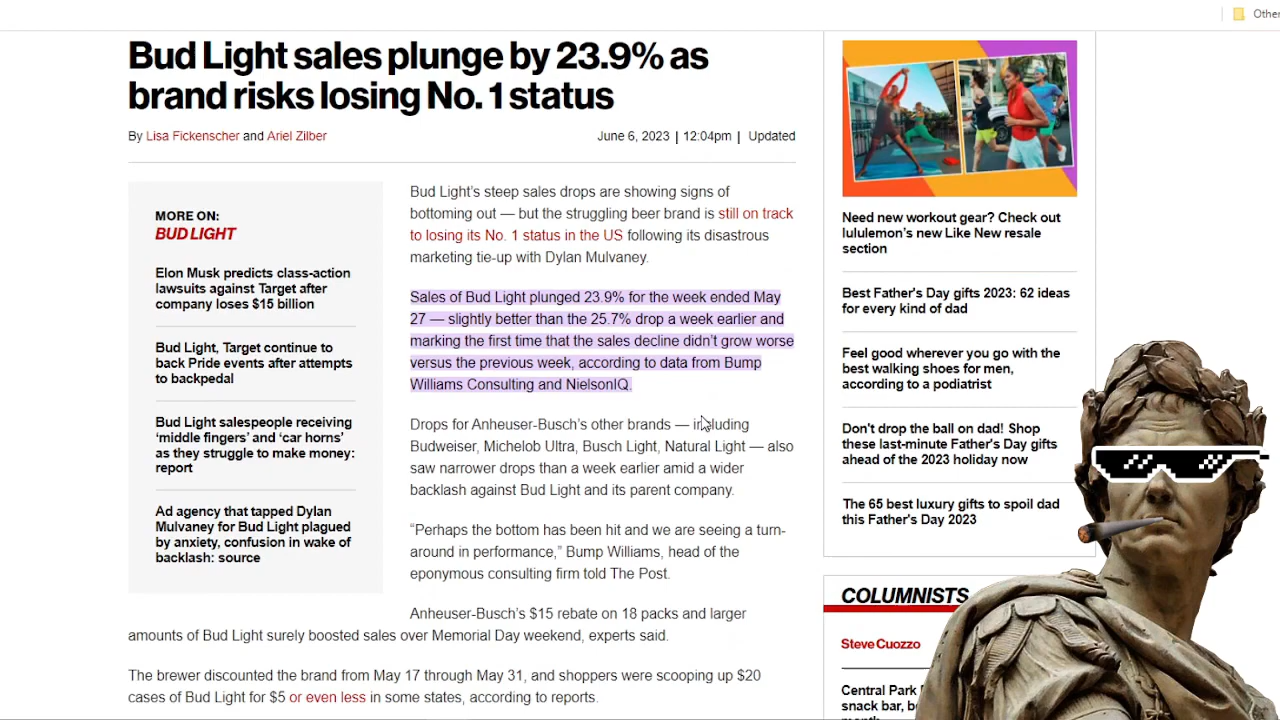 Other
Bud Light sales plunge by 23.9% as
brand risks losing No. 1 status
By Lisa Fickenscher and Ariel Zilber
June 6, 2023 | 12:04pm | Updated
MORE ON:
BUD LIGHT
Elon Musk predicts class-action
lawsuits against Target after
company loses $15 billion
Bud Light, Target continue to
back Pride events after attempts
to backpedal
Bud Light salespeople receiving
‘middle fingers’ and ‘car horns’
as they struggle to make money:
report
Ad agency that tapped Dylan
Mulvaney for Bud Light plagued
by anxiety, confusion in wake of
backlash: source
Bud Light’s steep sales drops are showing signs of
bottoming out — but the struggling beer brand is still on track
to losing its No. 1 status in the US following its disastrous
marketing tie-up with Dylan Mulvaney.
Sales of Bud Light plunged 23.9% for the week ended May
27 — slightly better than the 25.7% drop a week earlier and
marking the first time that the sales decline didn’t grow worse
versus the previous week, according to data from Bump
Williams Consulting and NielsonIQ.
Drops for Anheuser-Busch’s other brands — including
Budweiser, Michelob Ultra, Busch Light, Natural Light — also
saw narrower drops than a week earlier amid a wider
backlash against Bud Light and its parent company.
“Perhaps the bottom has been hit and we are seeing a turn-
around in performance,” Bump Williams, head of the
eponymous consulting firm told The Post.
Anheuser-Busch’s $15 rebate on 18 packs and larger
amounts of Bud Light surely boosted sales over Memorial Day weekend, experts said.
The brewer discounted the brand from May 17 through May 31, and shoppers were scooping up $20
cases of Bud Light for $5 or even less in some states, according to reports.
Need new workout gear? Check out
lululemon’s new Like New resale
section
Best Father's Day gifts 2023: 62 ideas
for every kind of dad
Feel good wherever you go with the
best walking shoes for men,
according to a podiatrist
Don't drop the ball on dad! Shop
these last-minute Father's Day gifts
ahead of the 2023 holiday now
The 65 best luxury gifts to spoil dad
this Father's Day 2023
COLUMNISTS
Steve Cuozzo
Central Park
snack bar,